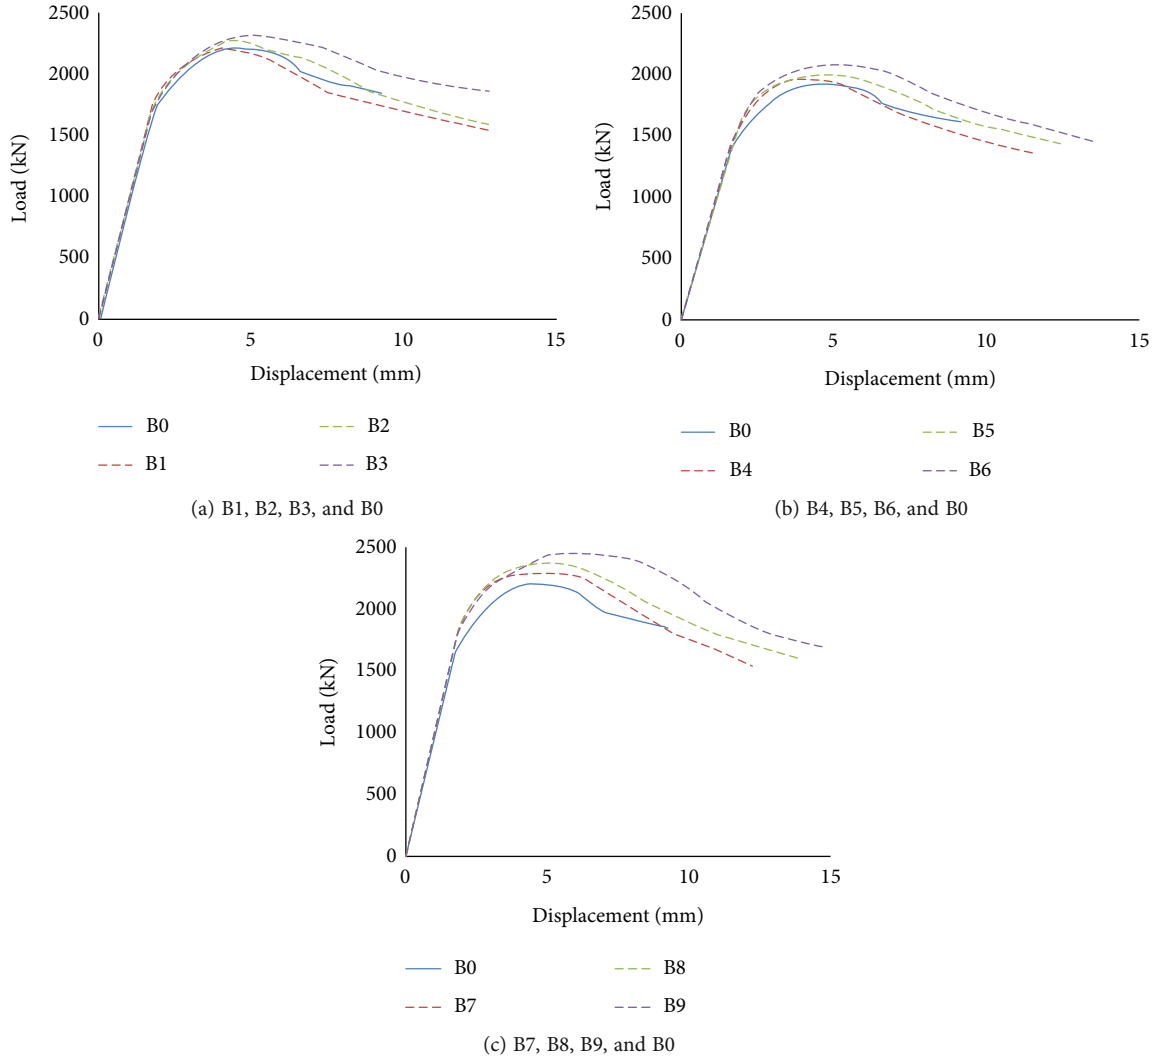 2500
2000
1500
1000
500
0
Load (kN)
0 5 10 15
Displacement (mm)
B0 B2
B1 B3
(a) B1, B2, B3, and B0
2500
2000
1500
1000
500
0
Load (kN)
0 5 10 15
Displacement (mm)
B0 B5
B4 B6
(b) B4, B5, B6, and B0
2500
2000
1500
1000
500
0
Load (kN)
0 5 10 15
Displacement (mm)
B0 B8
B7 B9
(c) B7, B8, B9, and B0